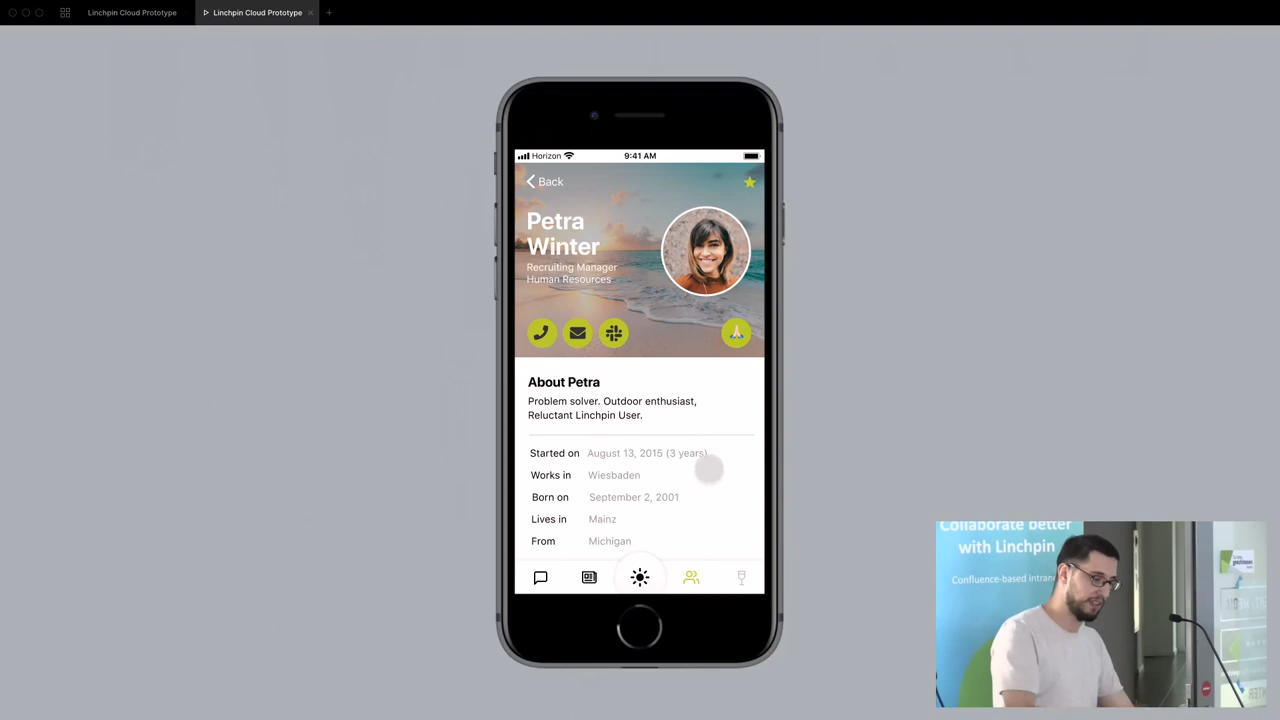 Linchpin Cloud Prototype
Linchpin Cloud Prototype
Horizon
9:41 AM
Back
Petra
Winter
Recruiting Manager
Human Resources
About Petra
Problem solver. Outdoor enthusiast,
Reluctant Linchpin User.
Started on August 13, 2015 (3 years)
Works in Wiesbaden
Born on September 2, 2001
Lives in Mainz
From Michigan
Collaborate better
with Linchpin
Confluence-based